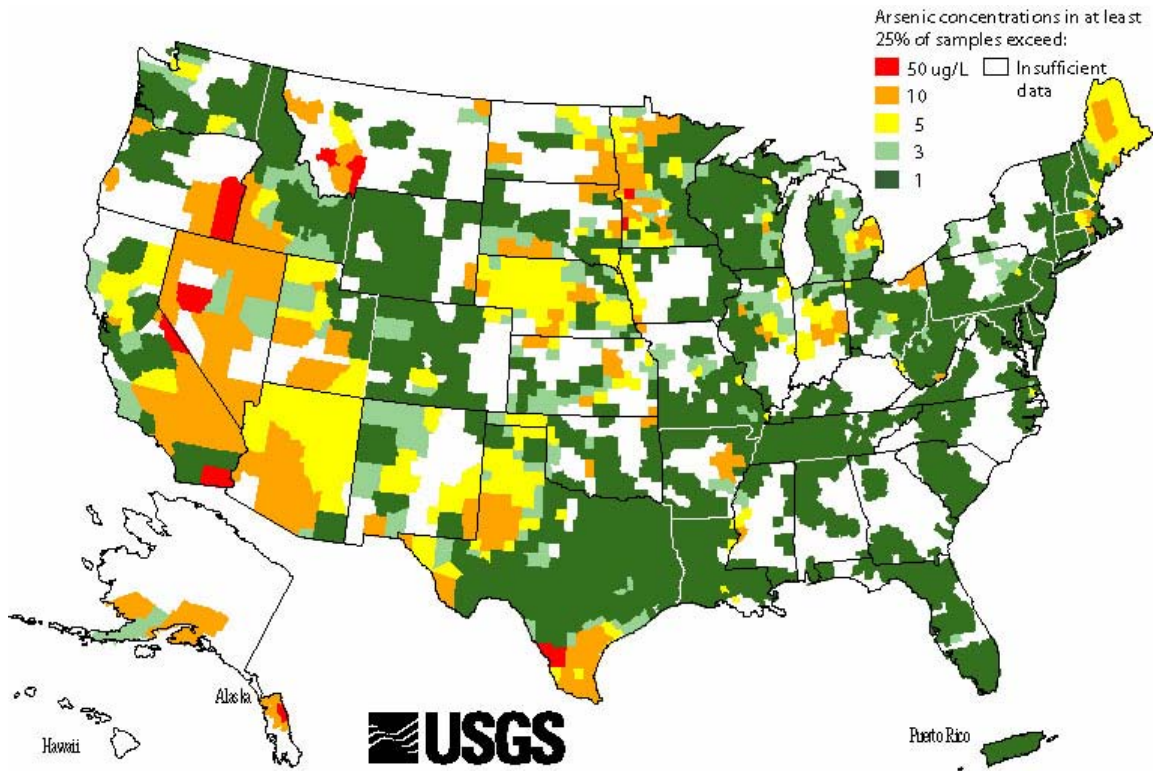 Arsenic concentrations in at least
25% of samples exceed:
50 ug/L
Insufficient
data
10
5
3
1
Alaska
Hawaii
USGS
Puerto Rico